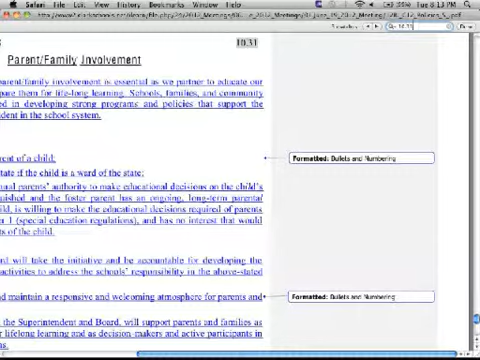 Safari File Edit View History Bookmarks Window Help
Tue 8:13 PM
10.31
10.31
Parent/Family Involvement
parent/family involvement is essential as we partner to educate our
pare them for life-long learning. Schools, families, and community
ed in developing strong programs and policies that support the
dent in the school system.
rent of a child;
Formatted: Bullets and Numbering
state if the child is a ward of the state;
parents' authority to make educational decisions on the child's
uished and the foster parent has an ongoing, long-term parental
ild, is willing to make the educational decisions required of parents
1 (special education regulations), and has no interest that would
ts of the child.
rd will take the initiative and be accountable for developing the
activities to address the schools' responsibility in the above-stated
nd maintain a responsive and welcoming atmosphere for parents and
Formatted: Bullets and Numbering
the Superintendent and Board, will support parents and families as
r lifelong learning and as decision-makers and active participants in
ns.